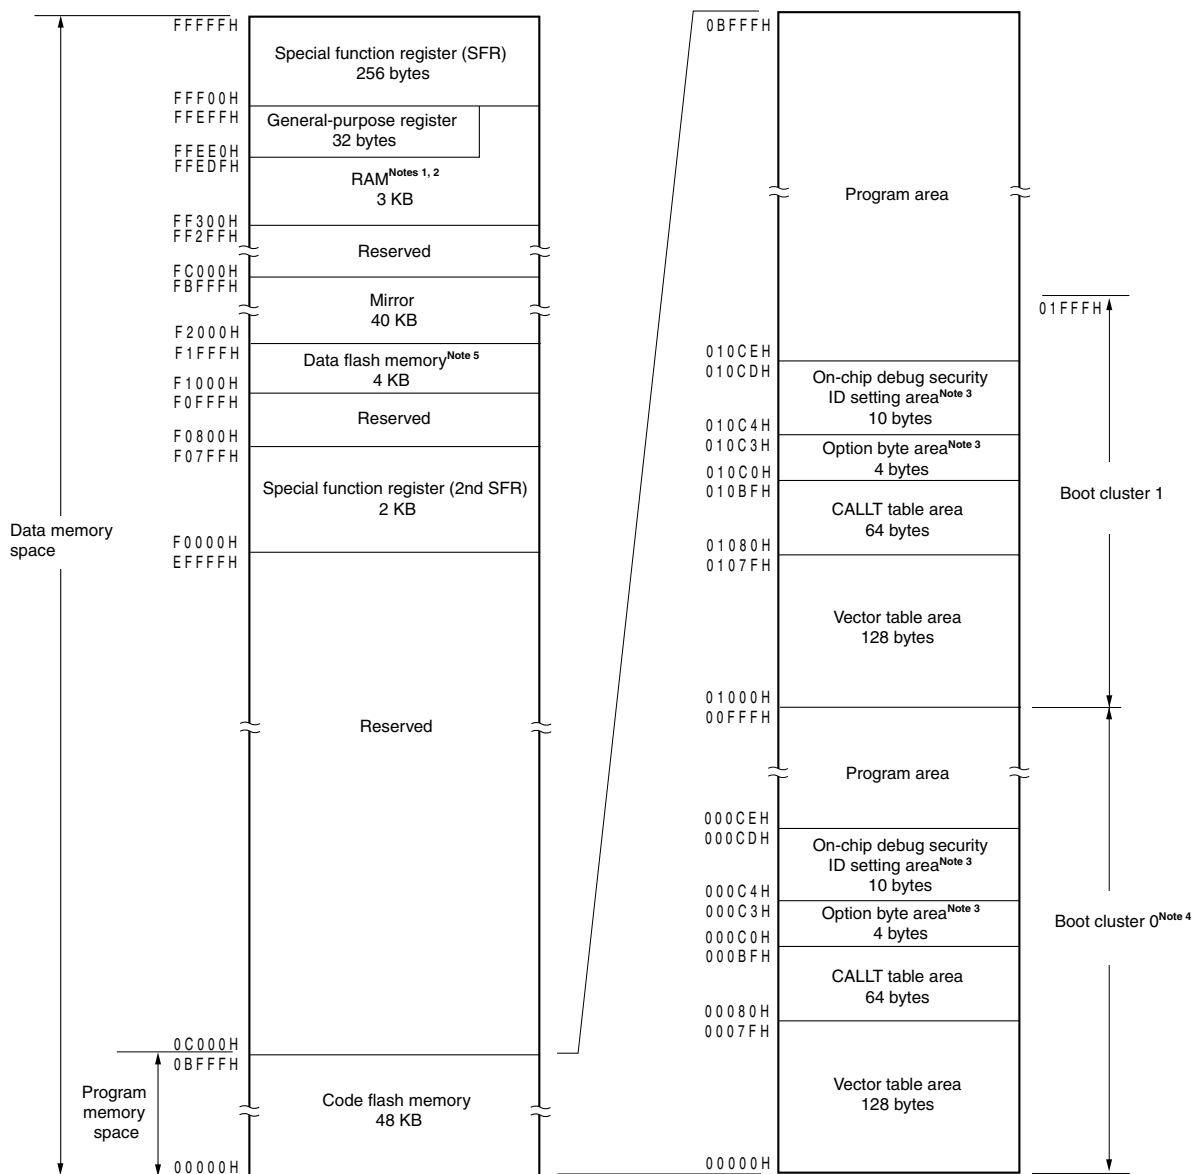 FFFFFH
Special function register (SFR)
256 bytes
FFF00H
FFEFFH
General-purpose register
32 bytes
FFEE0H
FFEDFH
RAMNotes 1, 2
3 KB
FF300H
FF2FFH
Reserved
FC000H
FBFFFH
Mirror
40 KB
F2000H
F1FFFH
Data flash memoryNote 5
4 KB
F1000H
F0FFFH
Reserved
F0800H
F07FFH
Special function register (2nd SFR)
2 KB
Data memory
space
F0000H
EFFFFH
Reserved
0C000H
0BFFFH
Program
memory
space
Code flash memory
48 KB
00000H
0BFFFH
Program area
01FFFH
010CEH
010CDH
On-chip debug security
ID setting areaNote 3
10 bytes
010C4H
010C3H
Option byte areaNote 3
4 bytes
010C0H
010BFH
CALLT table area
64 bytes
Boot cluster 1
01080H
0107FH
Vector table area
128 bytes
01000H
00FFFH
Program area
000CEH
000CDH
On-chip debug security
ID setting areaNote 3
10 bytes
000C4H
000C3H
Option byte areaNote 3
4 bytes
Boot cluster 0Note 4
000C0H
000BFH
CALLT table area
64 bytes
00080H
0007FH
Vector table area
128 bytes
00000H